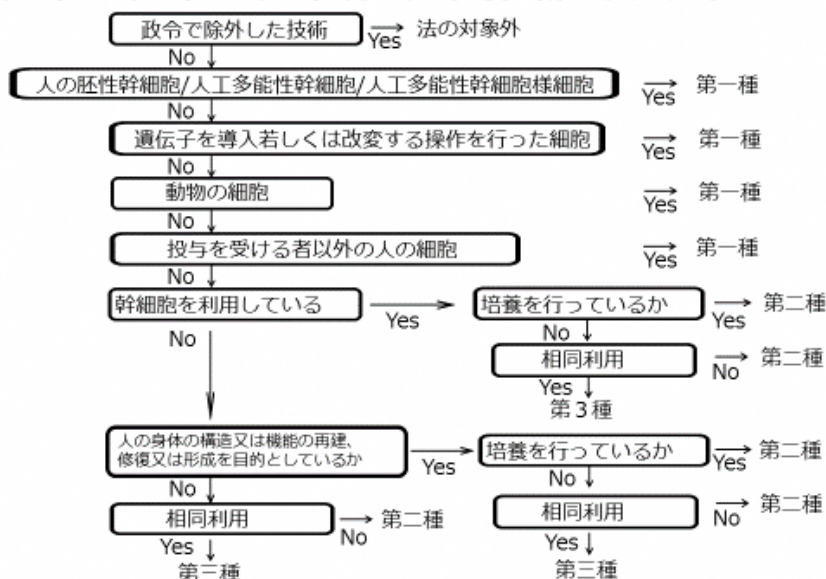 政令で除外した技術
Yes
法の対象外
No
人の胚性幹細胞/人工多能性幹細胞/人工多能性幹細胞様細胞
Yes
第一種
No
遺伝子を導入若しくは改変する操作を行った細胞
Yes
第一種
No
動物の細胞
Yes
第一種
No
投与を受ける者以外の人の細胞
Yes
第一種
No
幹細胞を利用している
Yes
培養を行っているか
Yes
第二種
No
No
相同利用
No
第二種
Yes
第3種
人の身体の構造又は機能の再建、
修復又は形成を目的としているか
Yes
培養を行っているか
Yes
第二種
No
No
相同利用
No
第二種
相同利用
No
第二種
Yes
第三種
Yes
第三種